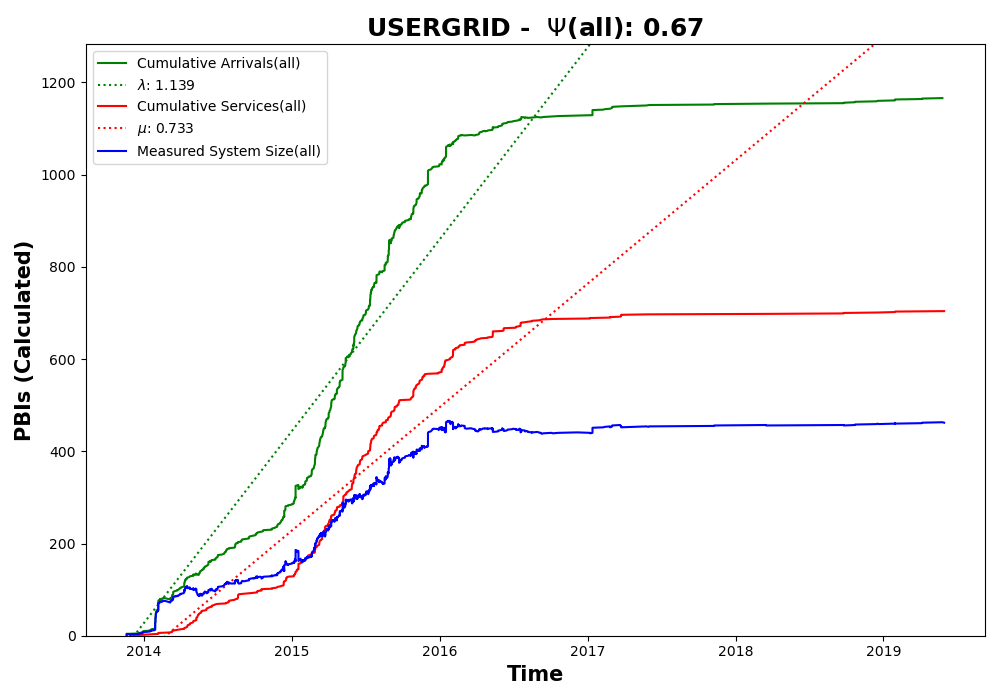 USERGRID - Ψ(all): 0.67
Cumulative Arrivals(all)
λ: 1.139
Cumulative Services(all)
μ: 0.733
Measured System Size(all)
PBIs (Calculated)
1200
1000
800
600
400
200
0
2014 2015 2016 2017 2018 2019
Time